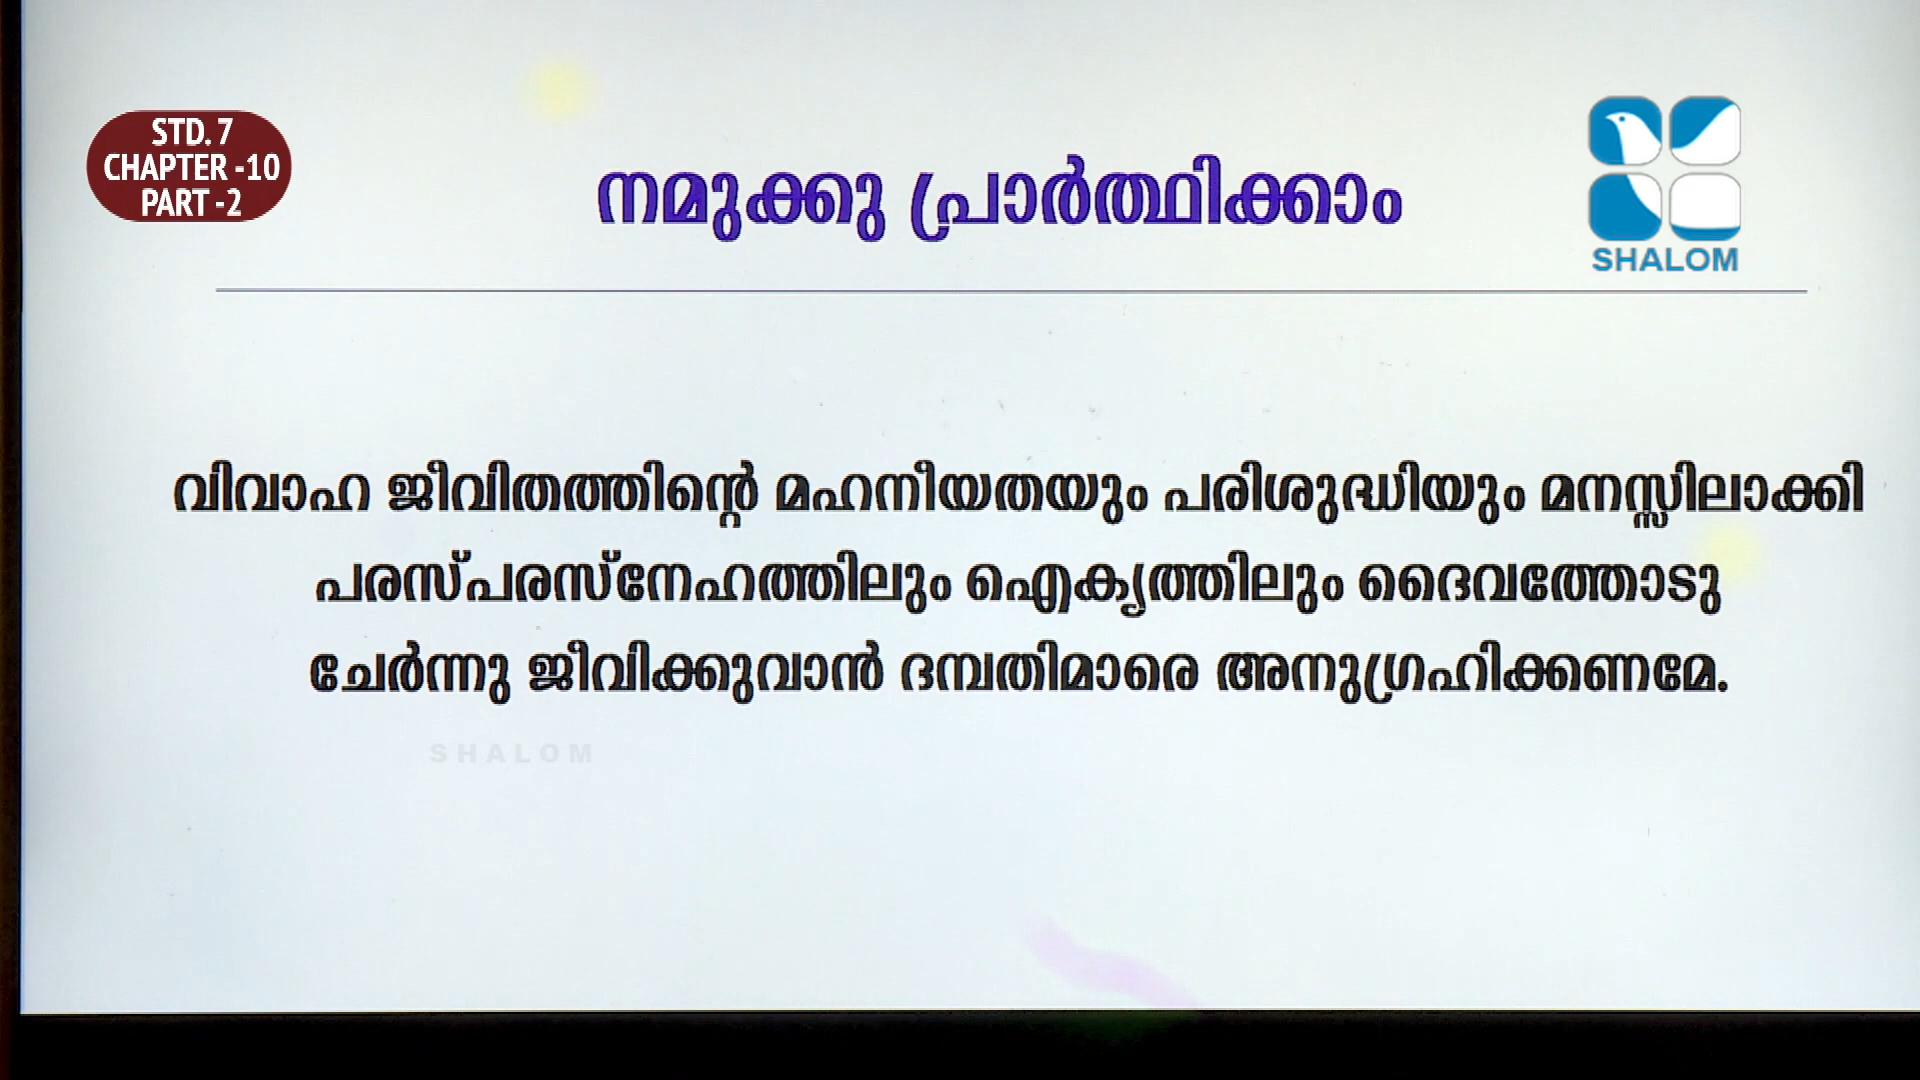 STD. 7
CHAPTER -10
PART -2
നമുക്കു പ്രാർത്ഥിക്കാം
SHALOM
വിവാഹ ജീവിതത്തിന്റെ മഹനീയതയും പരിശുദ്ധിയും മനസ്സിലാക്കി
പരസ്പരസ്നേഹത്തിലും ഐക്യത്തിലും ദൈവത്തോടു
ചേർന്നു ജീവിക്കുവാൻ ദമ്പതിമാരെ അനുഗ്രഹിക്കണമേ.
SHALOM